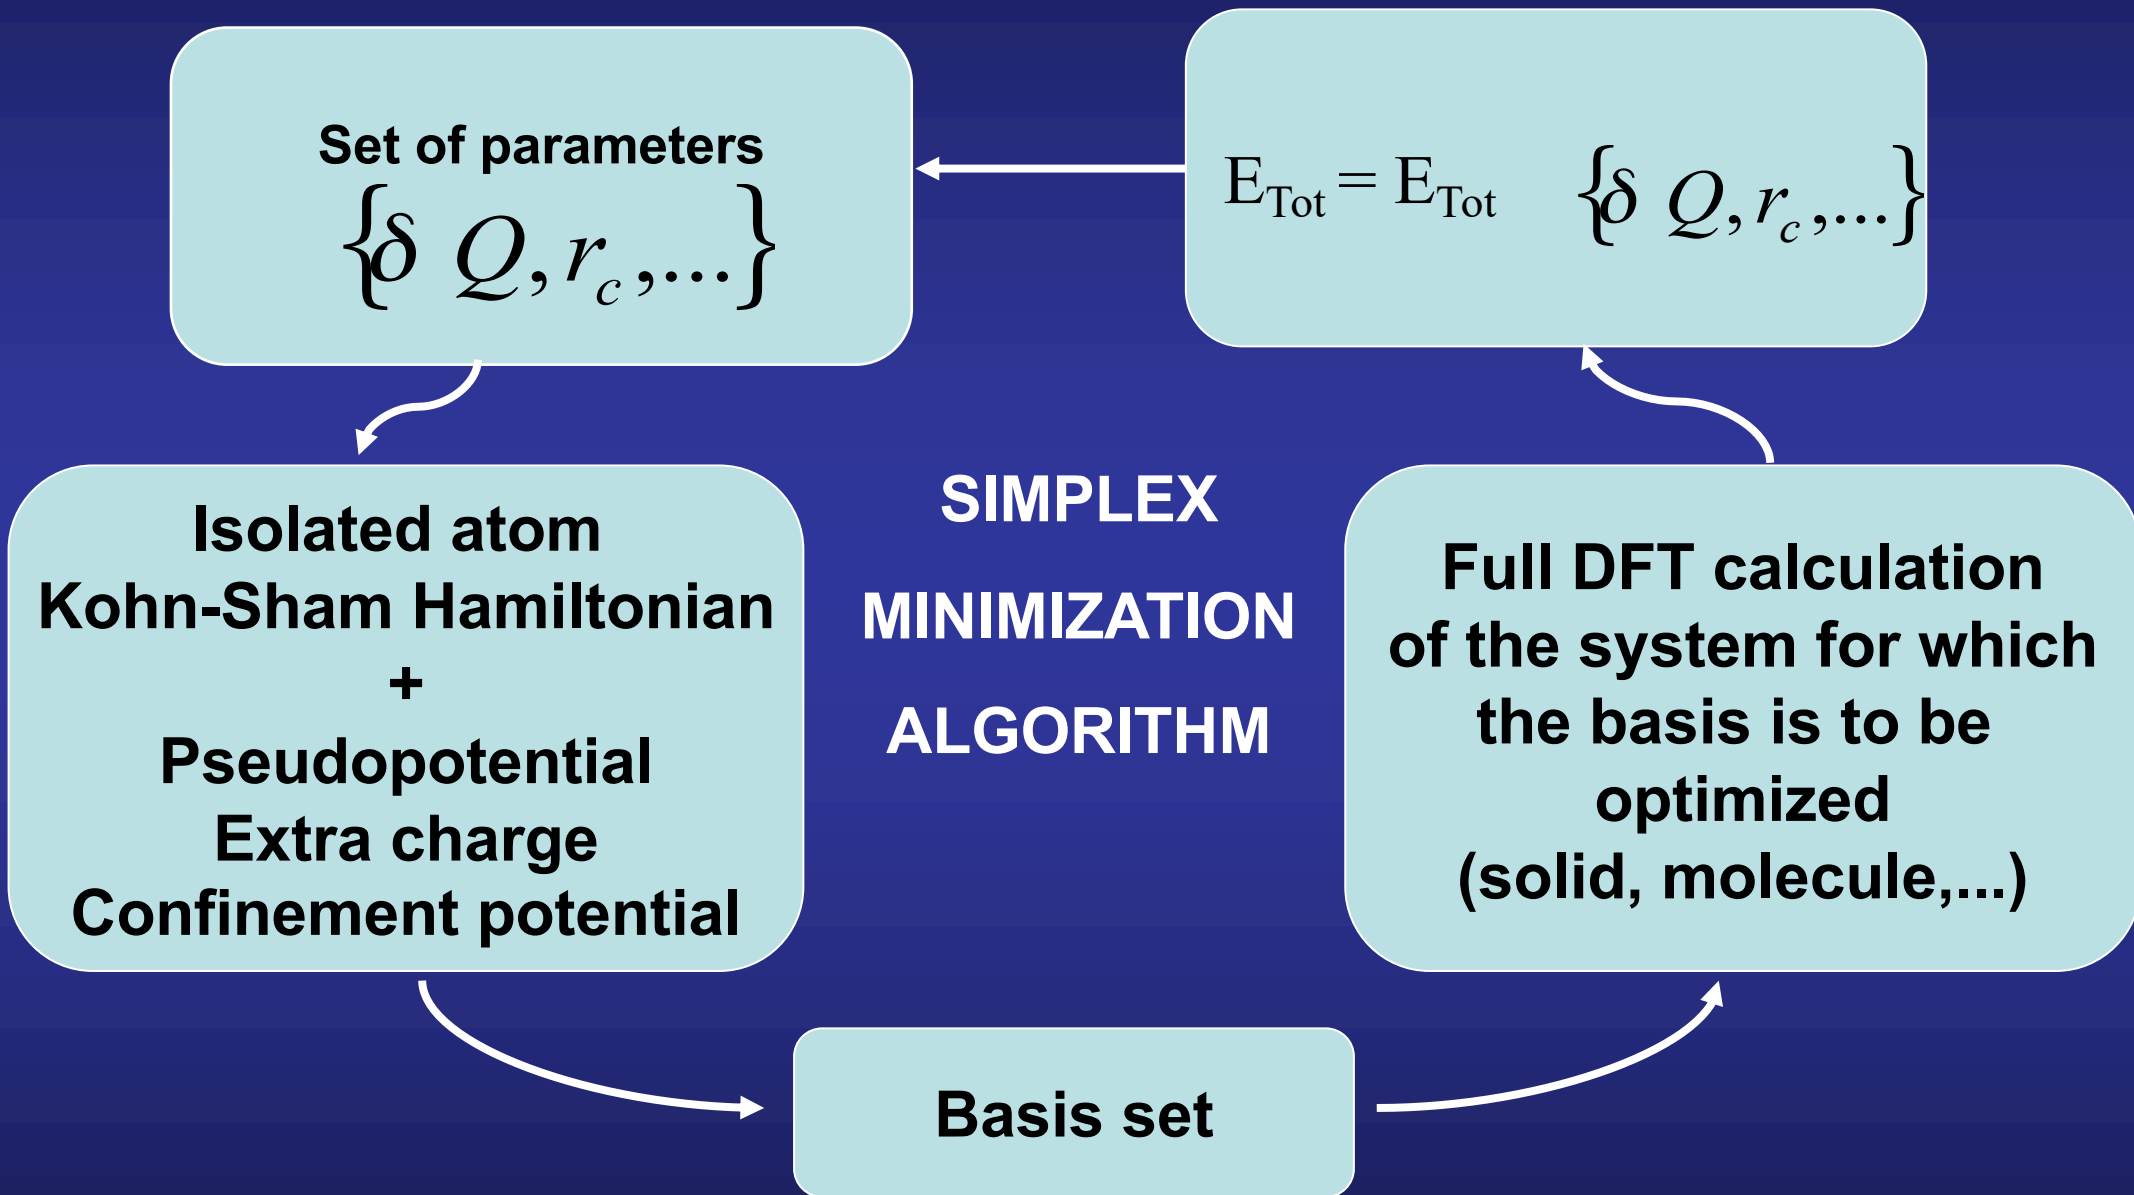 Set of parameters
{δ Q, r_c,...}
E_Tot = E_Tot {δ Q, r_c,...}
Isolated atom
Kohn-Sham Hamiltonian
+
Pseudopotential
Extra charge
Confinement potential
SIMPLEX
MINIMIZATION
ALGORITHM
Full DFT calculation
of the system for which
the basis is to be
optimized
(solid, molecule,...)
Basis set